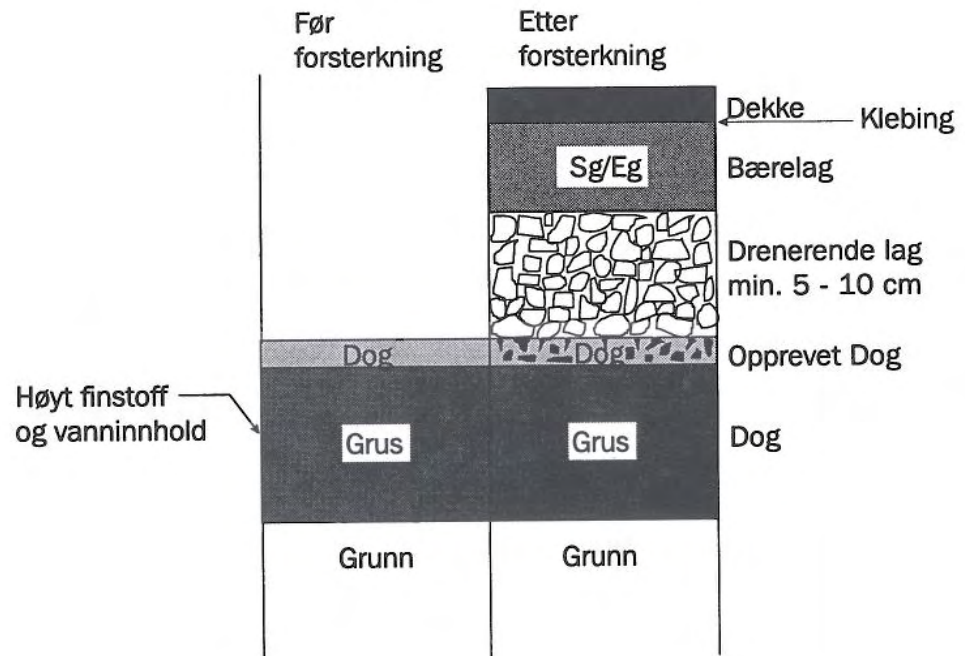 Før
forsterkning
Etter
forsterkning
Dekke
Klebing
Sg/Eg
Bærelag
Drenerende lag
min. 5 - 10 cm
Dog
Dog
Opprevet Dog
Høyt finstoff
og vanninnhold
Grus
Grus
Dog
Grunn
Grunn